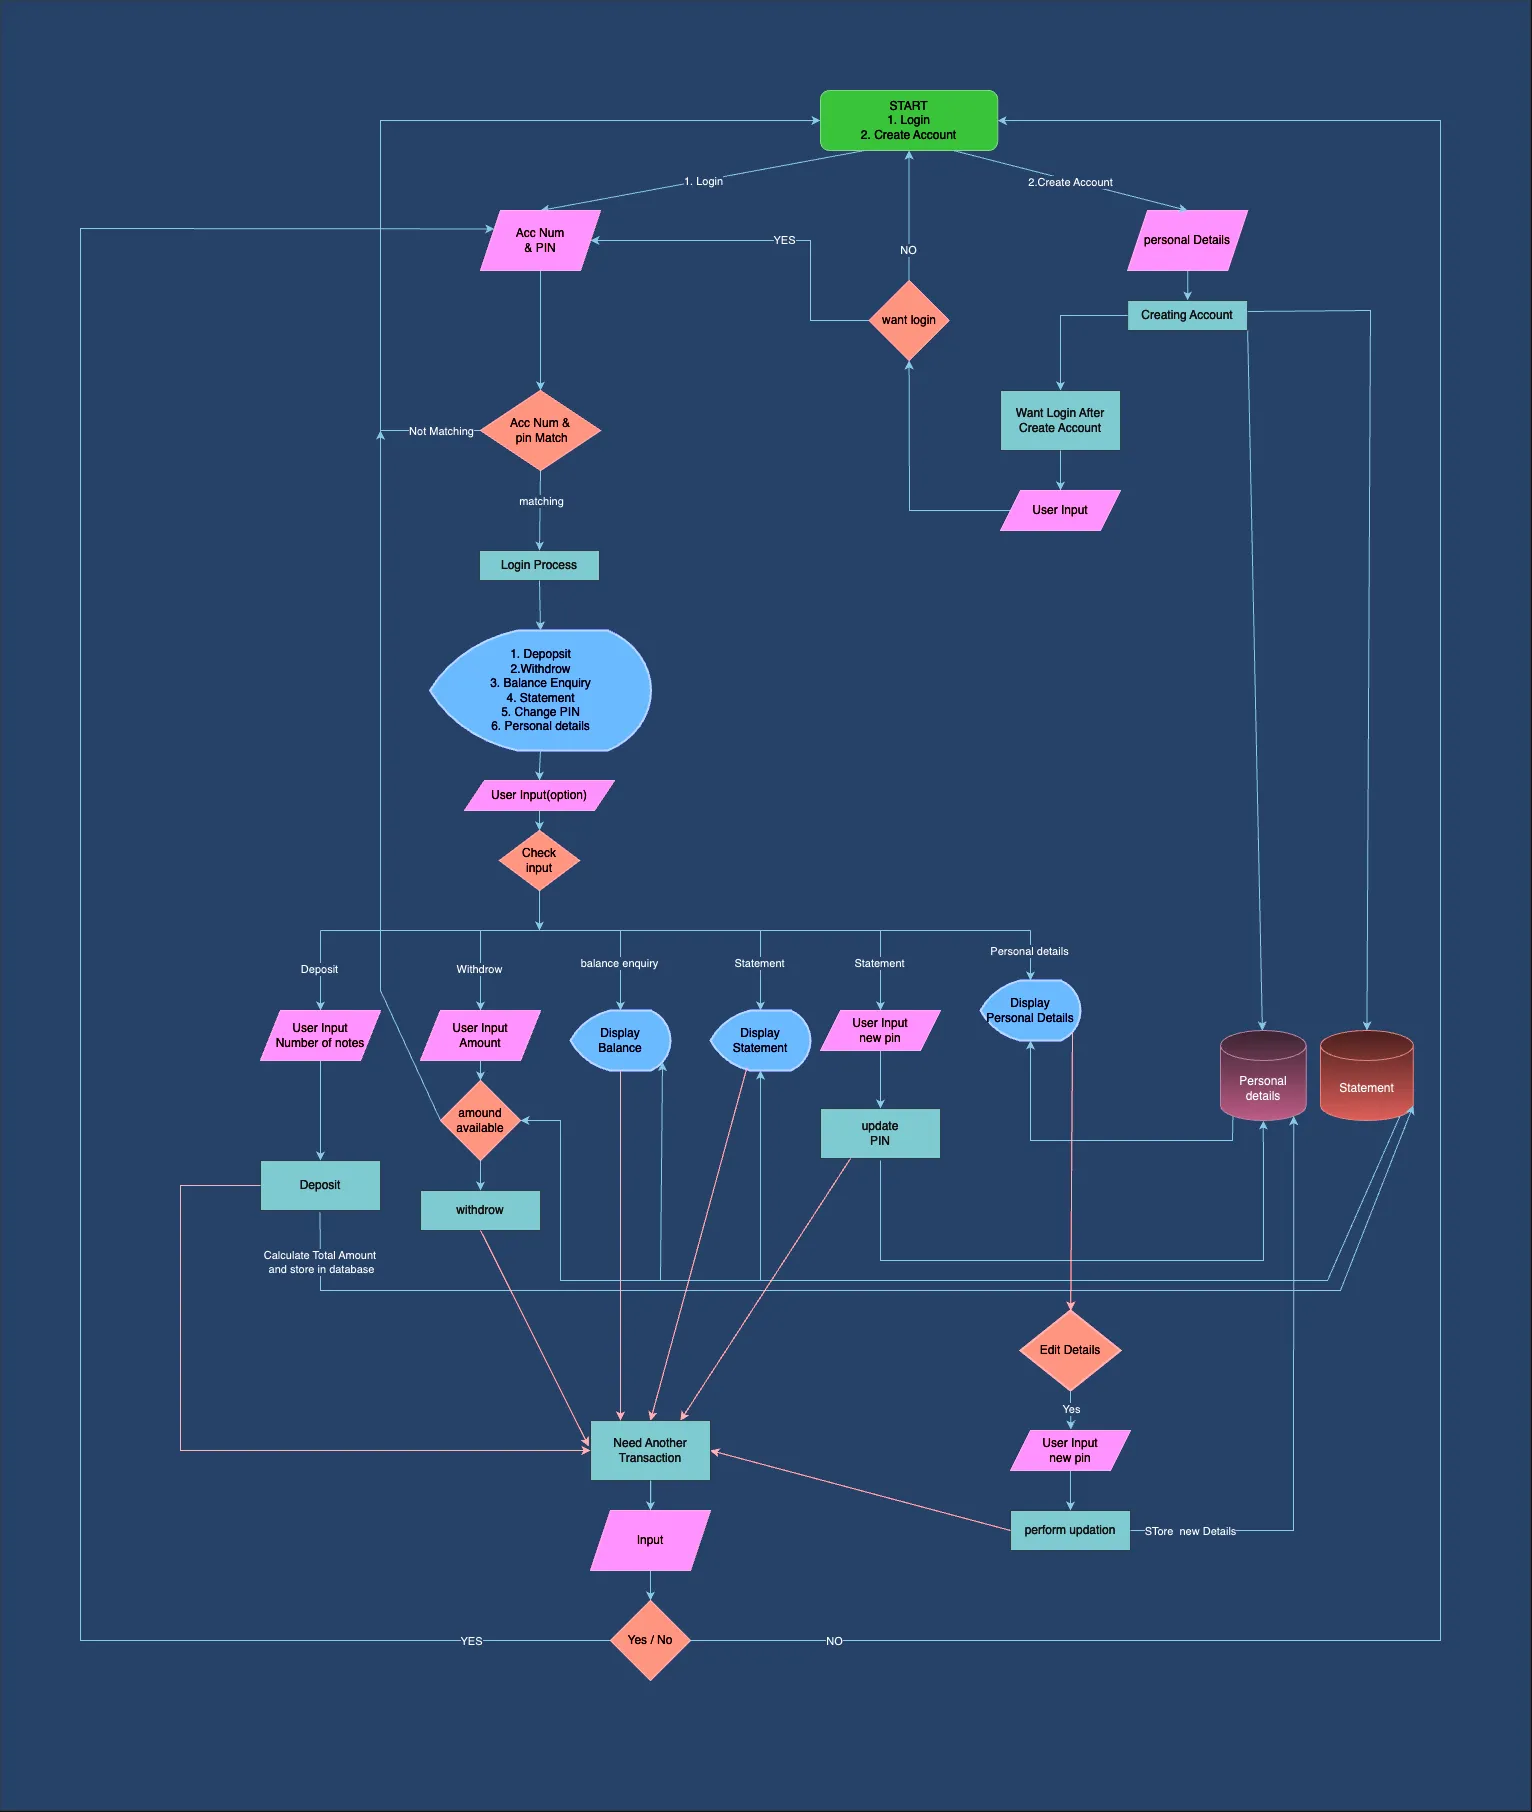 START
1. Login
2. Create Account
1. Login
2.Create Account
Acc Num
& PIN
YES
NO
personal Details
want login
Creating Account
Want Login After
Create Account
Not Matching
Acc Num &
pin Match
matching
User Input
Login Process
1. Depopsit
2.Withdrow
3. Balance Enquiry
4. Statement
5. Change PIN
6. Personal details
User Input(option)
Check
input
Deposit
Withdrow
balance enquiry
Statement
Statement
Personal details
User Input
Number of notes
User Input
Amount
Display
Balance
Display
Statement
User Input
new pin
Display
Personal Details
Personal
details
Statement
amound
available
update
PIN
Deposit
withdrow
Calculate Total Amount
and store in database
Edit Details
Yes
Need Another
Transaction
User Input
new pin
Input
perform updation
STore  new Details
YES
Yes / No
NO